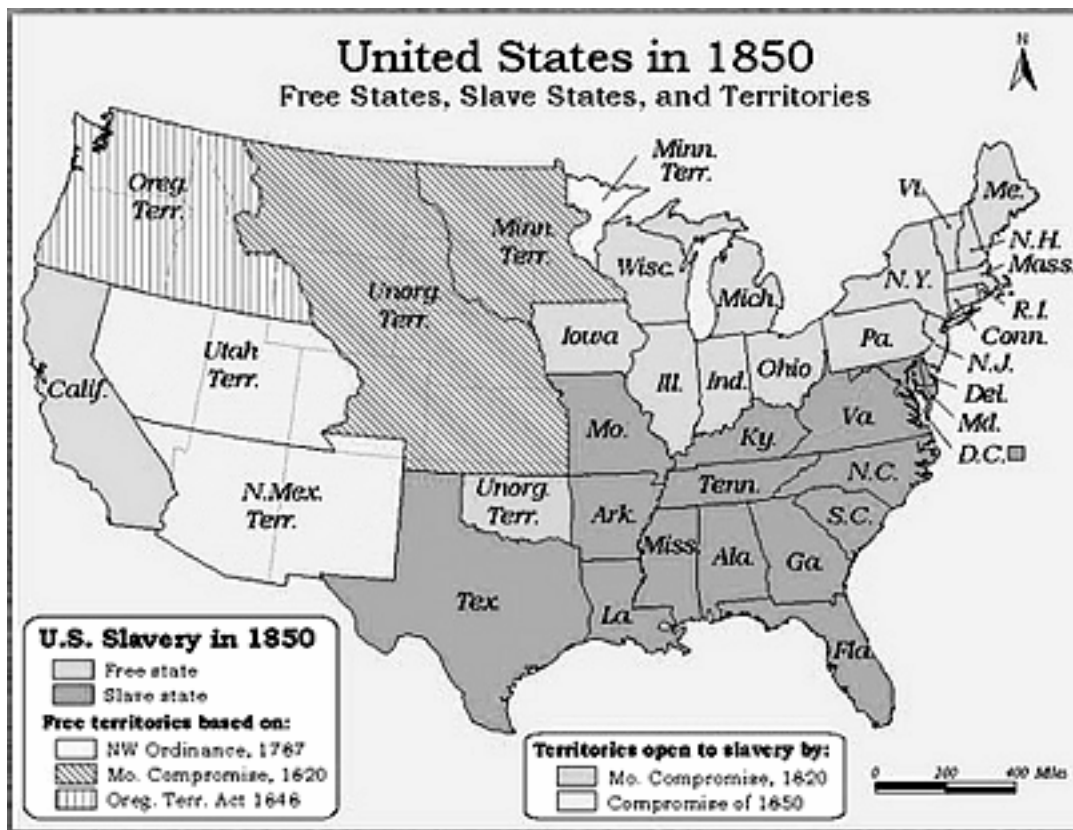 United States in 1850
Free States, Slave States, and Territories
N
Oreg.
Terr.
Minn.
Terr.
Unorg.
Terr.
Minn.
Terr.
Wisc.
Mich.
Vt.
Me.
N.H.
Mass.
N.Y.
R.I.
Conn.
Pa.
N.J.
Del.
Md.
D.C.
Calif.
Utah
Terr.
Iowa
Ill.
Ind.
Ohio
Mo.
Ky.
Va.
N.Mex.
Terr.
Unorg.
Terr.
Ark.
Tenn.
N.C.
S.C.
Tex.
La.
Miss.
Ala.
Ga.
Fla.
U.S. Slavery in 1850
Free state
Slave state
Free territories based on:
NW Ordinance, 1787
Mo. Compromise, 1820
Oreg. Terr. Act 1848
Territories open to slavery by:
Mo. Compromise, 1820
Compromise of 1850
0 200 400 Miles